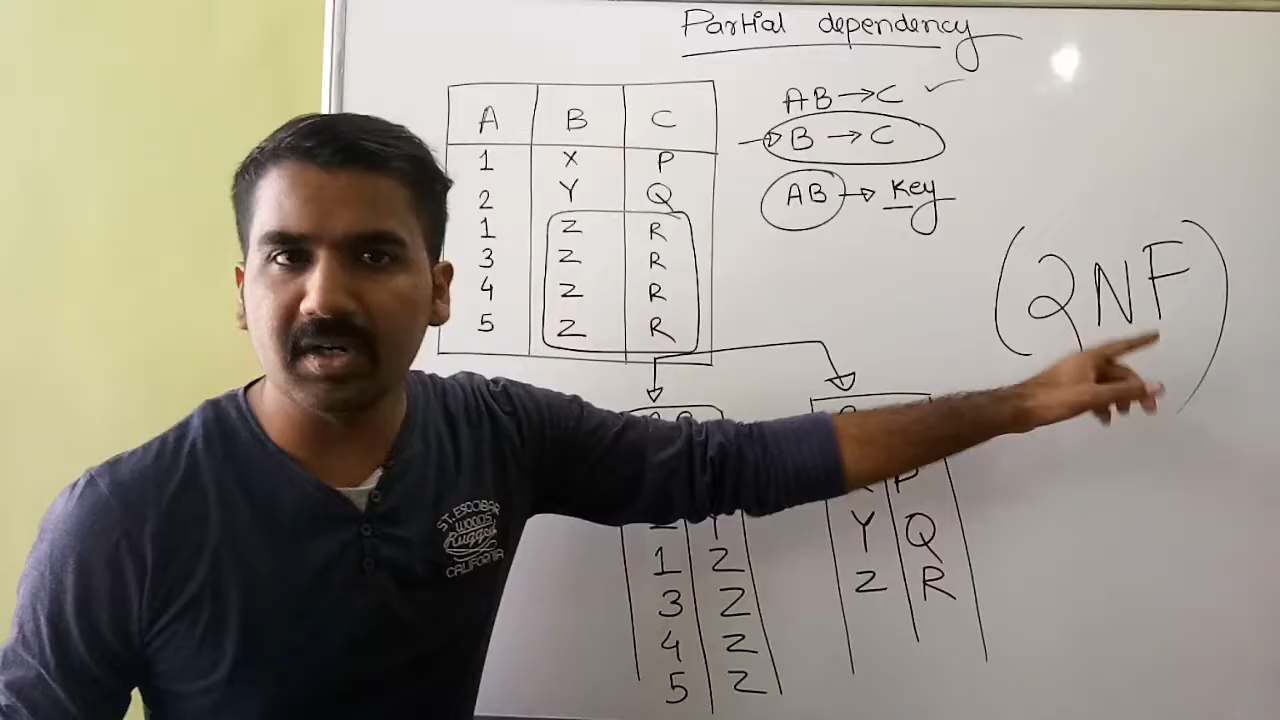 Partial dependency
A B C
1 X P
2 Y Q
1 Z R
3 Z R
4 Z R
5 Z R
AB → C ✓
→ B → C
AB → Key
(2NF)
Y
1 Z
3 Z
4 Z
5 Z
P
Y Q
Z R
ST. ESCOBAR
WOODS
Rugged
CALIFORNIA